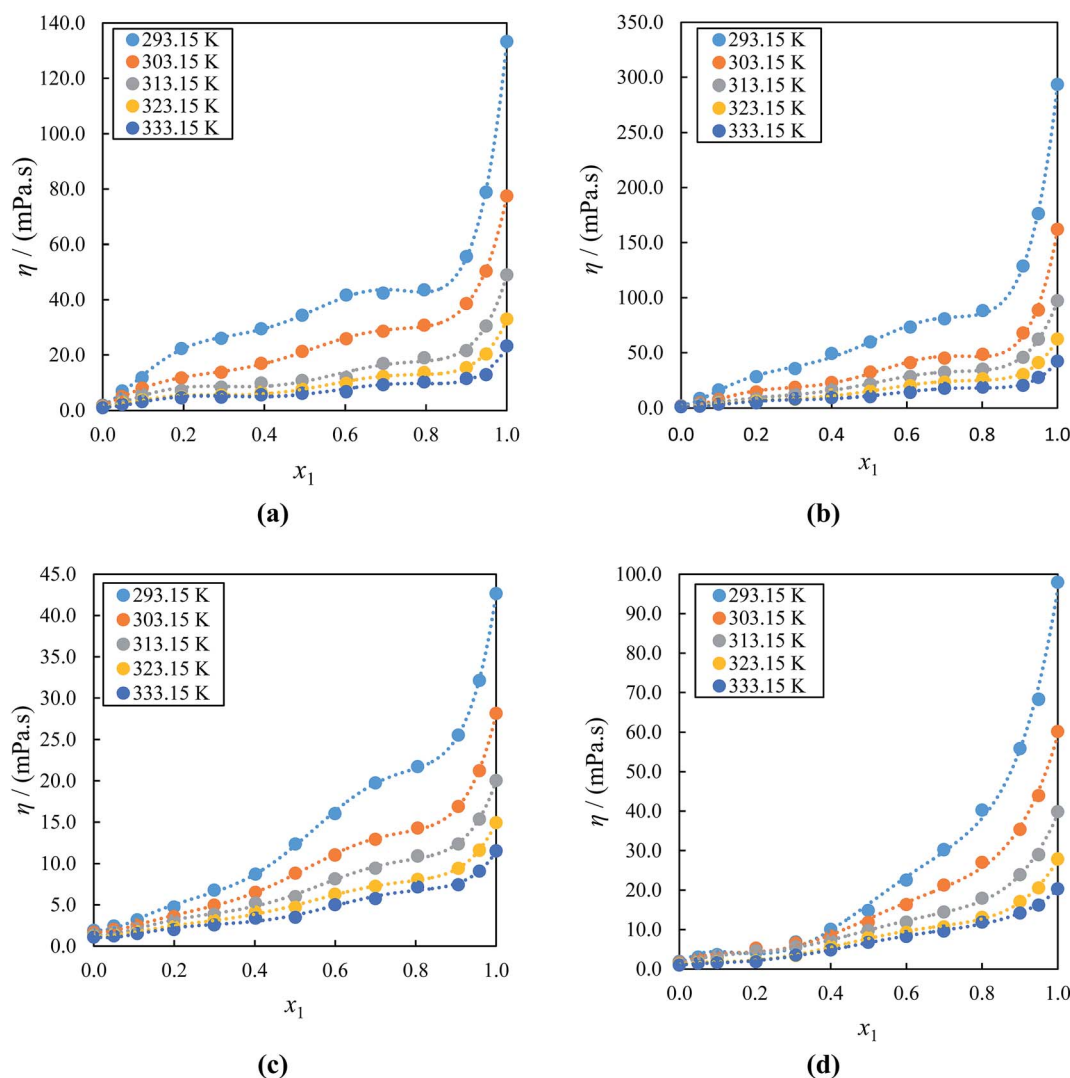 140.0
120.0
100.0
80.0
60.0
40.0
20.0
0.0
η / (mPa.s)
293.15 K
303.15 K
313.15 K
323.15 K
333.15 K
0.0 0.2 0.4 0.6 0.8 1.0
x₁
(a)
350.0
300.0
250.0
200.0
150.0
100.0
50.0
0.0
η / (mPa.s)
293.15 K
303.15 K
313.15 K
323.15 K
333.15 K
0.0 0.2 0.4 0.6 0.8 1.0
x₁
(b)
45.0
40.0
35.0
30.0
25.0
20.0
15.0
10.0
5.0
0.0
η / (mPa.s)
293.15 K
303.15 K
313.15 K
323.15 K
333.15 K
0.0 0.2 0.4 0.6 0.8 1.0
x₁
(c)
100.0
90.0
80.0
70.0
60.0
50.0
40.0
30.0
20.0
10.0
0.0
η / (mPa.s)
293.15 K
303.15 K
313.15 K
323.15 K
333.15 K
0.0 0.2 0.4 0.6 0.8 1.0
x₁
(d)